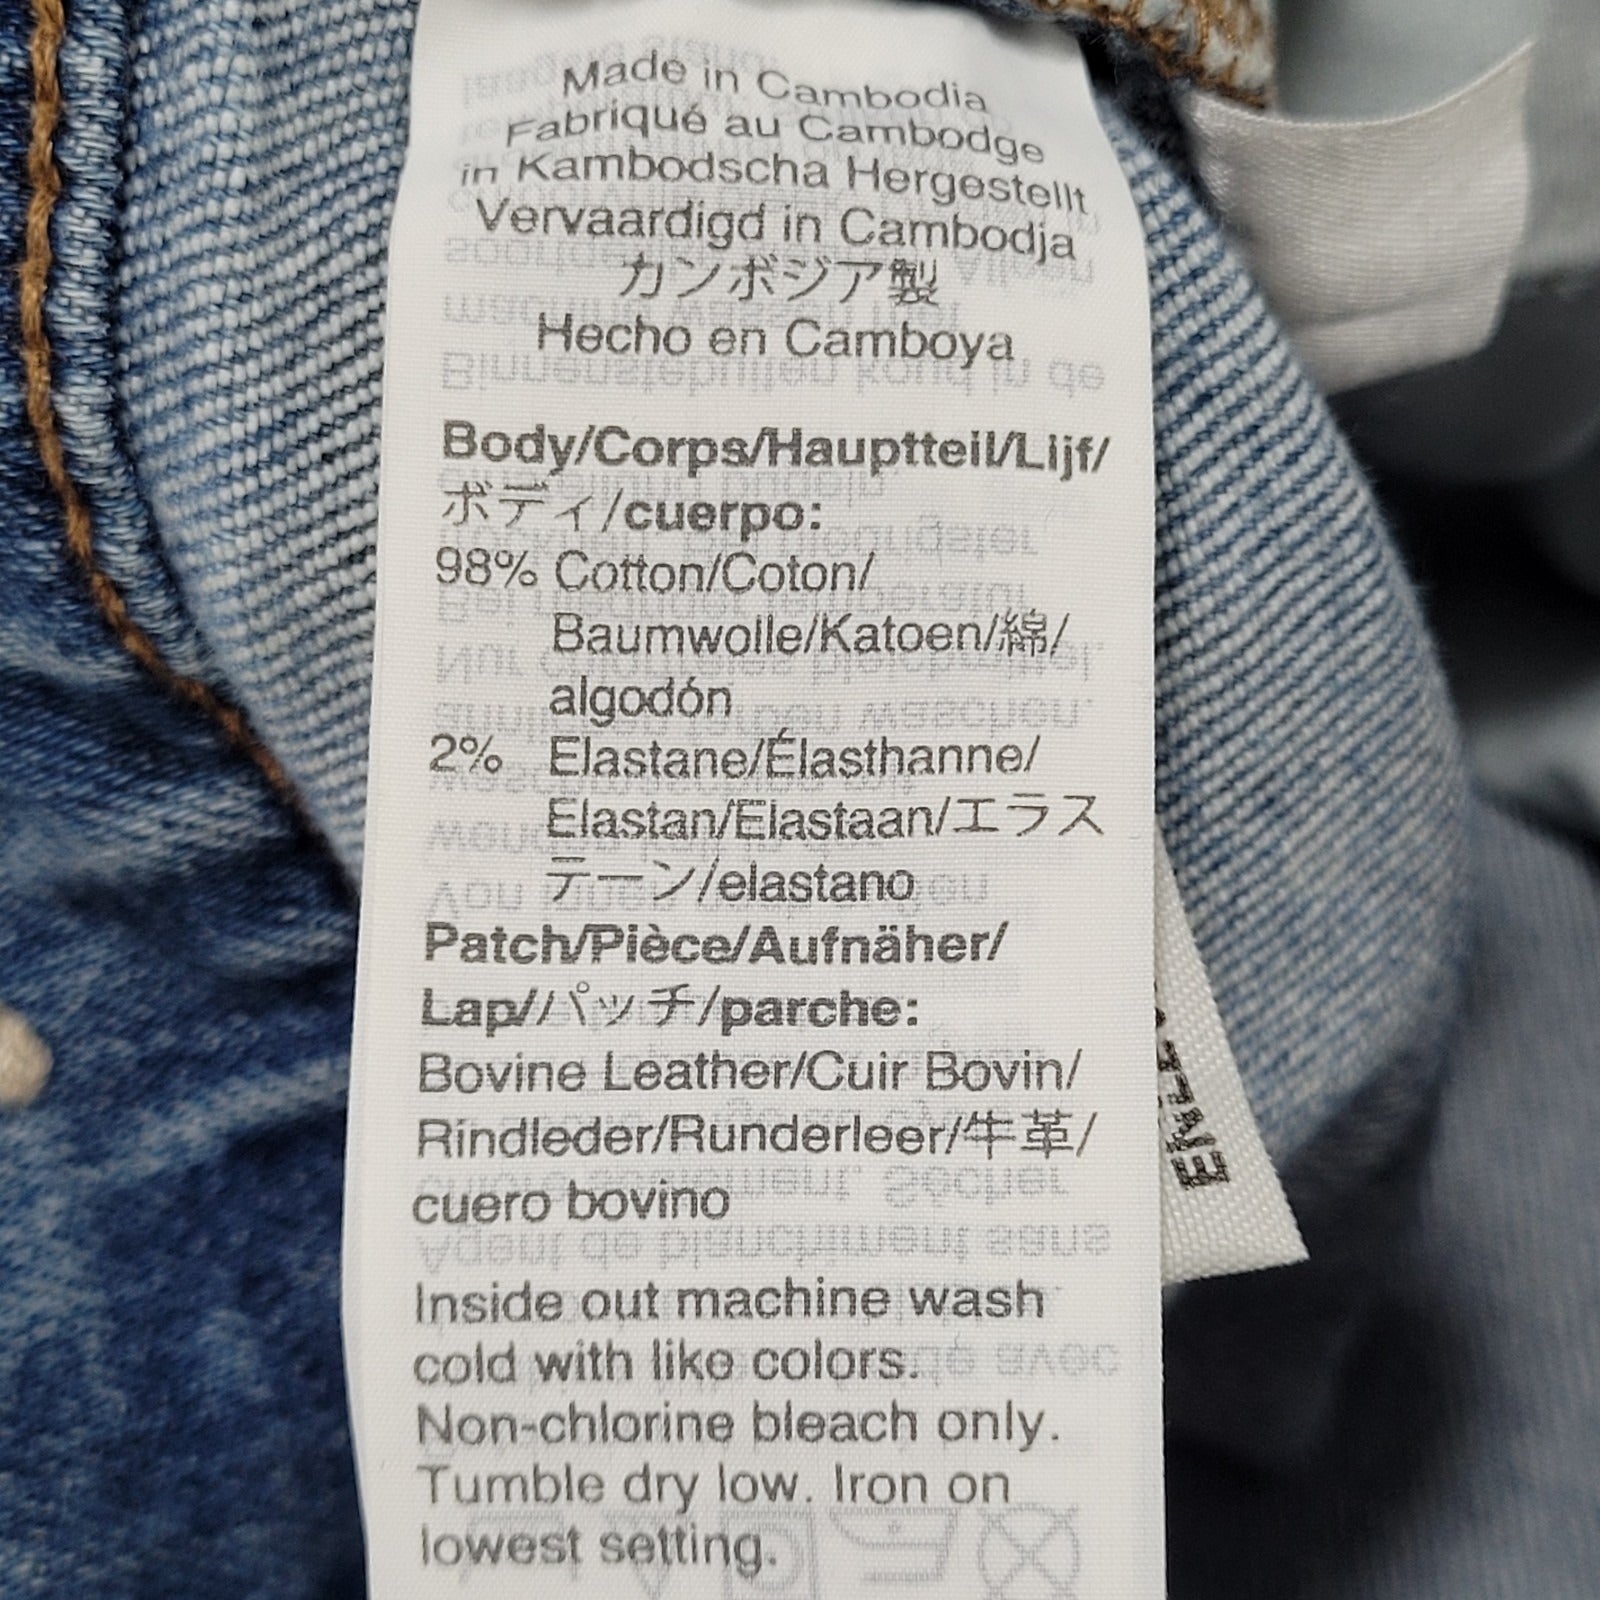 Made in Cambodia
Fabriqué au Cambodge
in Kambodscha Hergestellt
Vervaardigd in Cambodja
カンボジア製
Hecho en Camboya
Body/Corps/Hauptteil/Lijf/
ボディ/cuerpo:
98% Cotton/Coton/
Baumwolle/Katoen/綿/
algodón
2% Elastane/Élasthanne/
Elastan/Elastaan/エラス
テーン/elastano
Patch/Pièce/Aufnäher/
Lap/パッチ/parche:
Bovine Leather/Cuir Bovin/
Rindleder/Runderleer/牛革/
cuero bovino
Inside out machine wash
cold with like colors.
Non-chlorine bleach only.
Tumble dry low. Iron on
lowest setting.